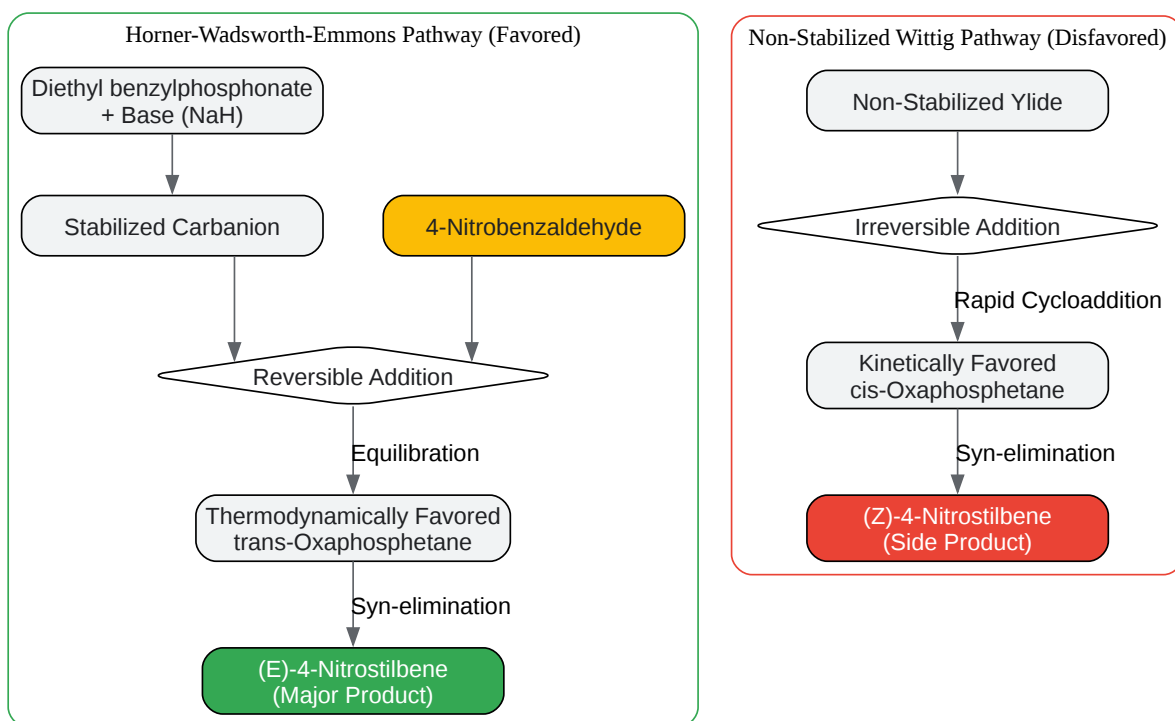 Horner-Wadsworth-Emmons Pathway (Favored)
Diethyl benzylphosphonate
+ Base (NaH)
Stabilized Carbanion
4-Nitrobenzaldehyde
Reversible Addition
Equilibration
Thermodynamically Favored
trans-Oxaphosphetane
Syn-elimination
(E)-4-Nitrostilbene
(Major Product)
Non-Stabilized Wittig Pathway (Disfavored)
Non-Stabilized Ylide
Irreversible Addition
Rapid Cycloaddition
Kinetically Favored
cis-Oxaphosphetane
Syn-elimination
(Z)-4-Nitrostilbene
(Side Product)